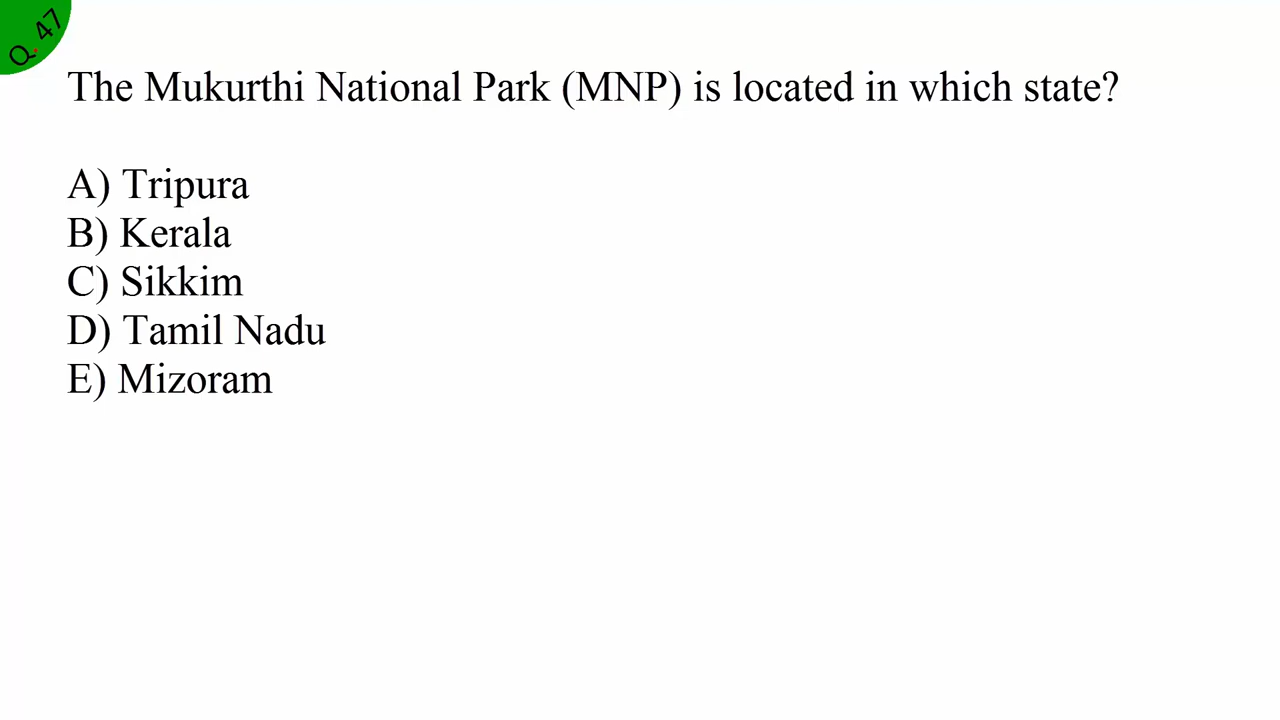 Q. 47
The Mukurthi National Park (MNP) is located in which state?
A) Tripura
B) Kerala
C) Sikkim
D) Tamil Nadu
E) Mizoram